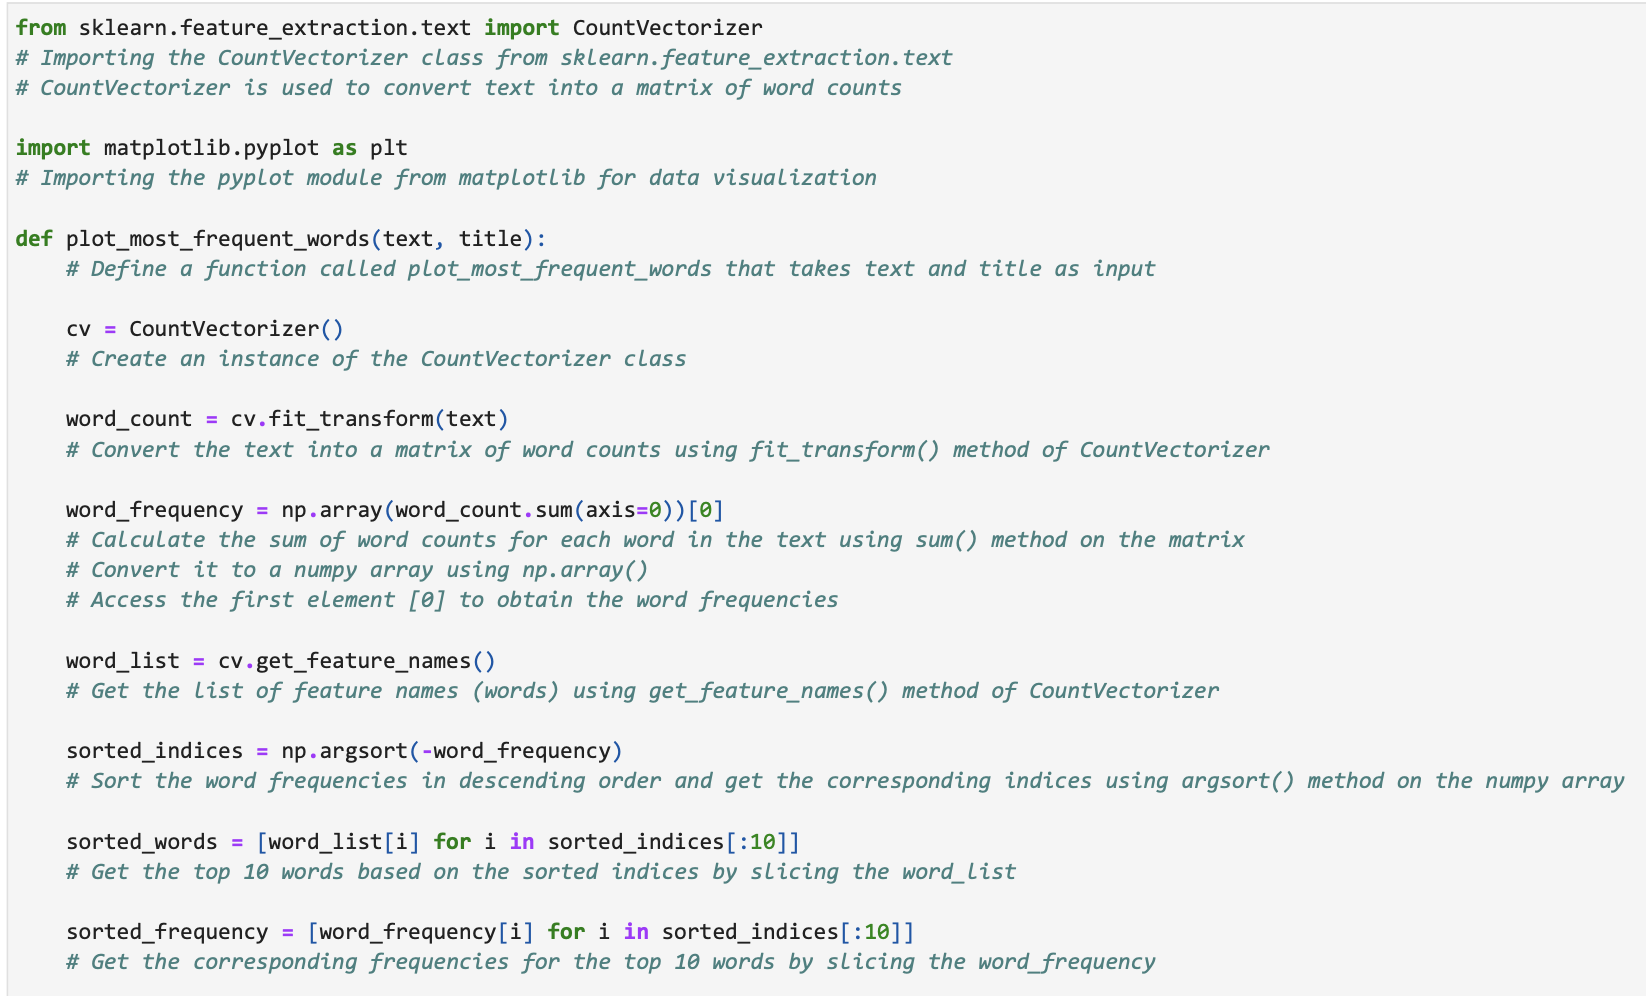 from sklearn.feature_extraction.text import CountVectorizer
# Importing the CountVectorizer class from sklearn.feature_extraction.text
# CountVectorizer is used to convert text into a matrix of word counts

import matplotlib.pyplot as plt
# Importing the pyplot module from matplotlib for data visualization

def plot_most_frequent_words(text, title):
    # Define a function called plot_most_frequent_words that takes text and title as input

    cv = CountVectorizer()
    # Create an instance of the CountVectorizer class

    word_count = cv.fit_transform(text)
    # Convert the text into a matrix of word counts using fit_transform() method of CountVectorizer

    word_frequency = np.array(word_count.sum(axis=0))[0]
    # Calculate the sum of word counts for each word in the text using sum() method on the matrix
    # Convert it to a numpy array using np.array()
    # Access the first element [0] to obtain the word frequencies

    word_list = cv.get_feature_names()
    # Get the list of feature names (words) using get_feature_names() method of CountVectorizer

    sorted_indices = np.argsort(-word_frequency)
    # Sort the word frequencies in descending order and get the corresponding indices using argsort() method on the numpy array

    sorted_words = [word_list[i] for i in sorted_indices[:10]]
    # Get the top 10 words based on the sorted indices by slicing the word_list

    sorted_frequency = [word_frequency[i] for i in sorted_indices[:10]]
    # Get the corresponding frequencies for the top 10 words by slicing the word_frequency